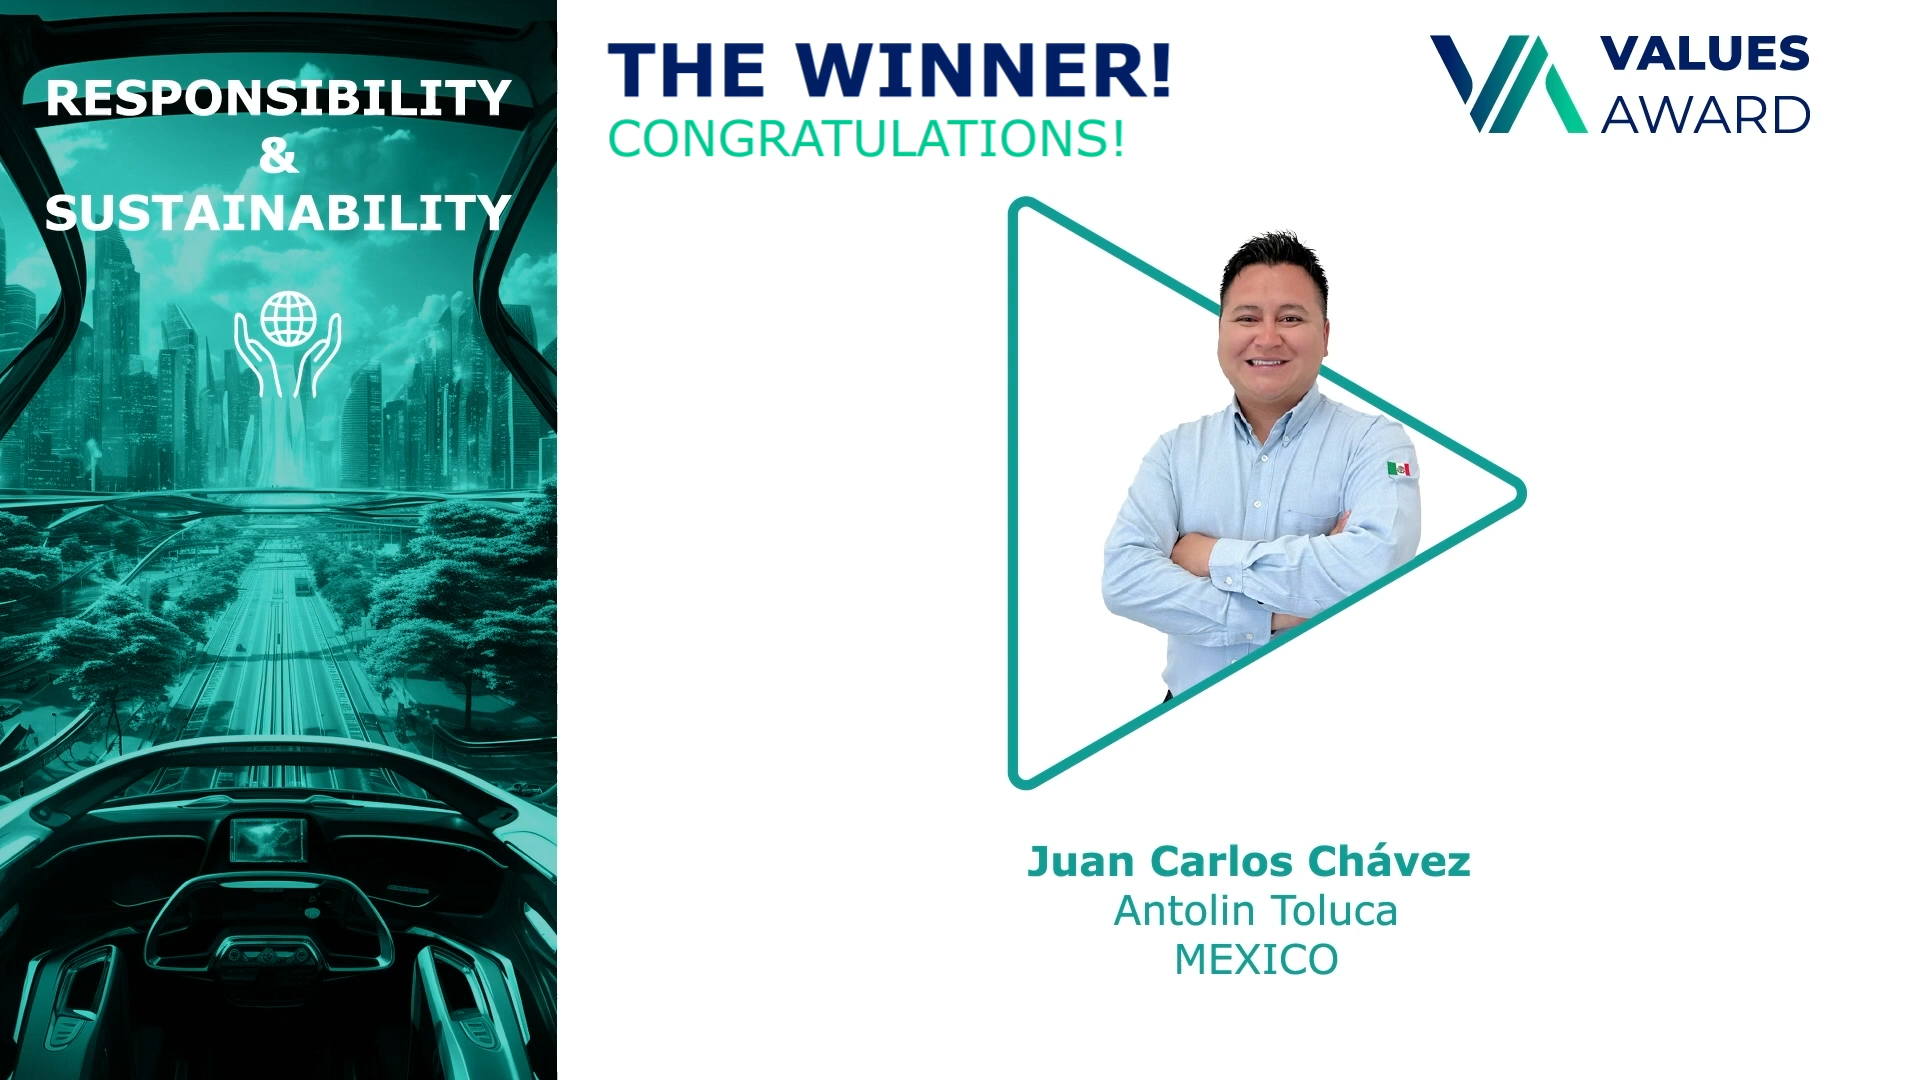 RESPONSIBILITY
&
SUSTAINABILITY
THE WINNER!
CONGRATULATIONS!
VALUES
AWARD
Juan Carlos Chávez
Antolin Toluca
MEXICO